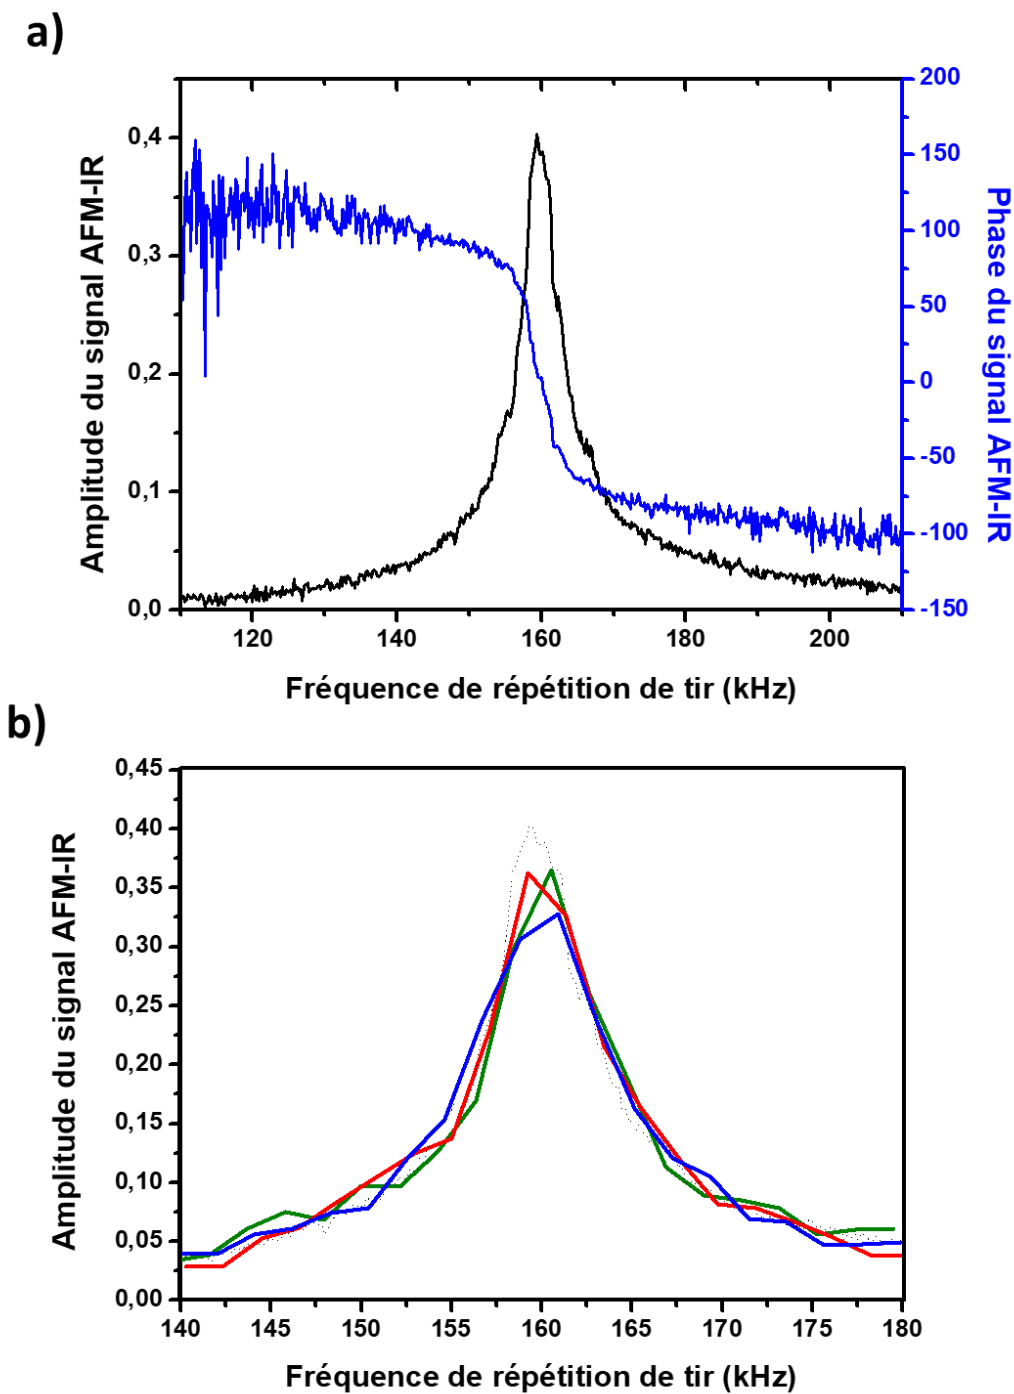 a)
Amplitude du signal AFM-IR
0,4
0,3
0,2
0,1
0,0
200
150
100
50
0
-50
-100
-150
Phase du signal AFM-IR
120 140 160 180 200
Fréquence de répétition de tir (kHz)
b)
Amplitude du signal AFM-IR
0,45
0,40
0,35
0,30
0,25
0,20
0,15
0,10
0,05
0,00
140 145 150 155 160 165 170 175 180
Fréquence de répétition de tir (kHz)